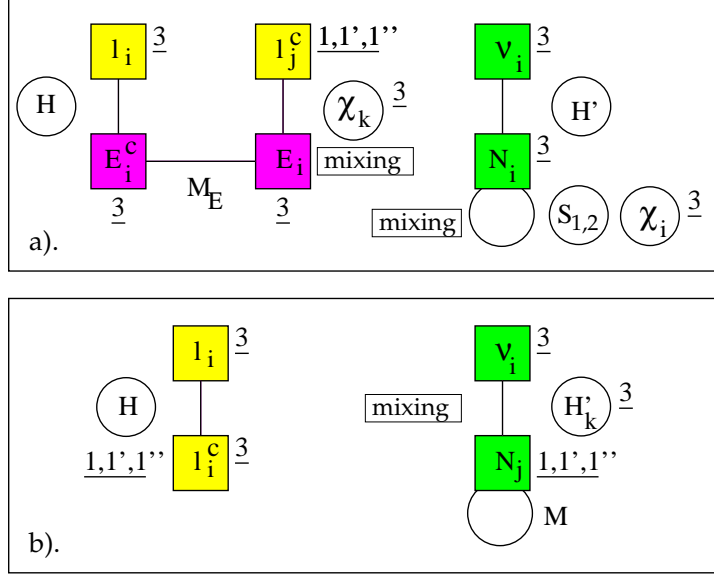 l_i 3 l^c_j 1,1',1'' ν_i 3
H χ_k 3 H'
E^c_i E_i mixing N_i 3
M_E
3 3 mixing S_{1,2} χ_i 3
a).
l_i 3 ν_i 3
H mixing H'_k 3
1,1',1'' l^c_i 3 N_j 1,1',1''
M
b).